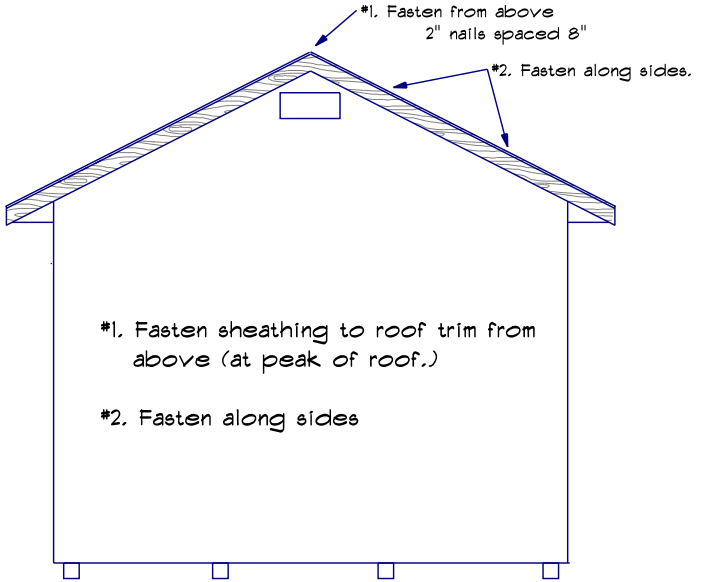 #1. Fasten from above
2" nails spaced 8"
#2. Fasten along sides.
#1. Fasten sheathing to roof trim from
above (at peak of roof.)
#2. Fasten along sides